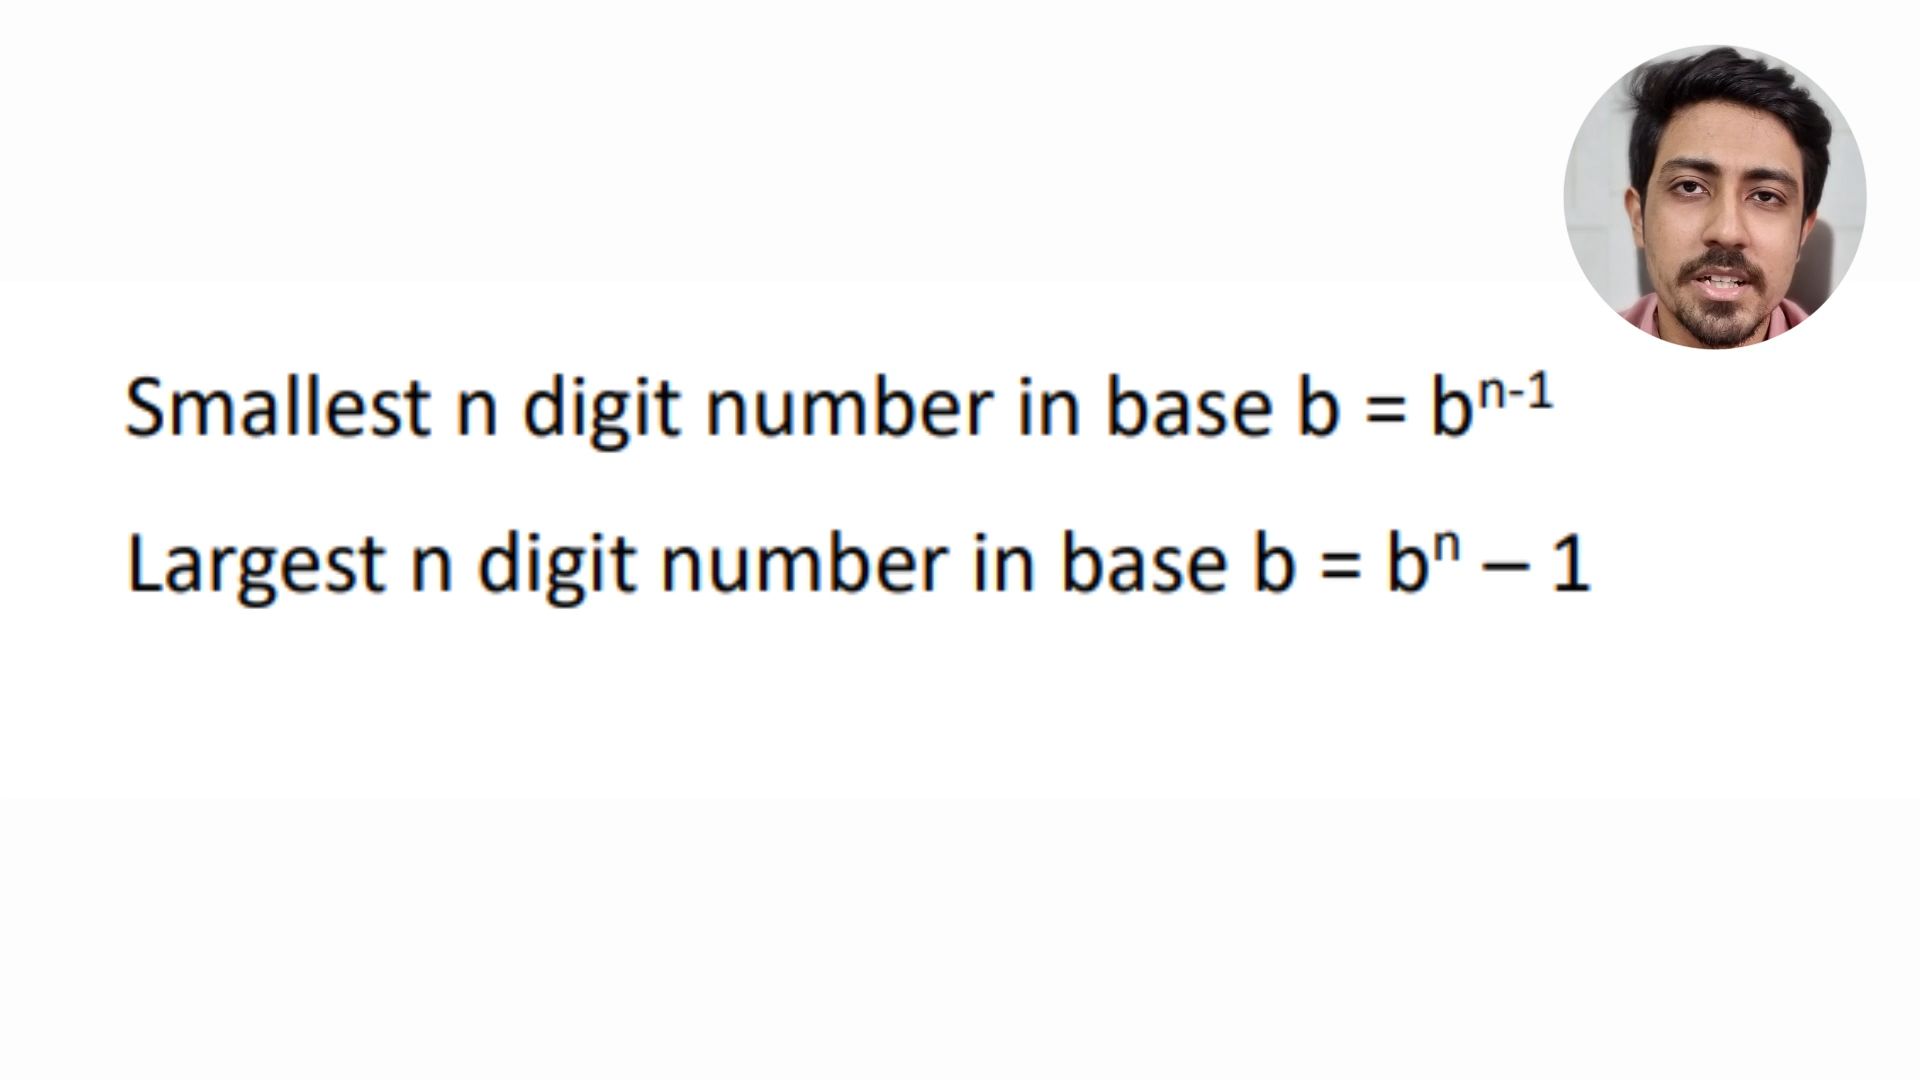 Smallest n digit number in base b = bⁿ⁻¹
Largest n digit number in base b = bⁿ – 1